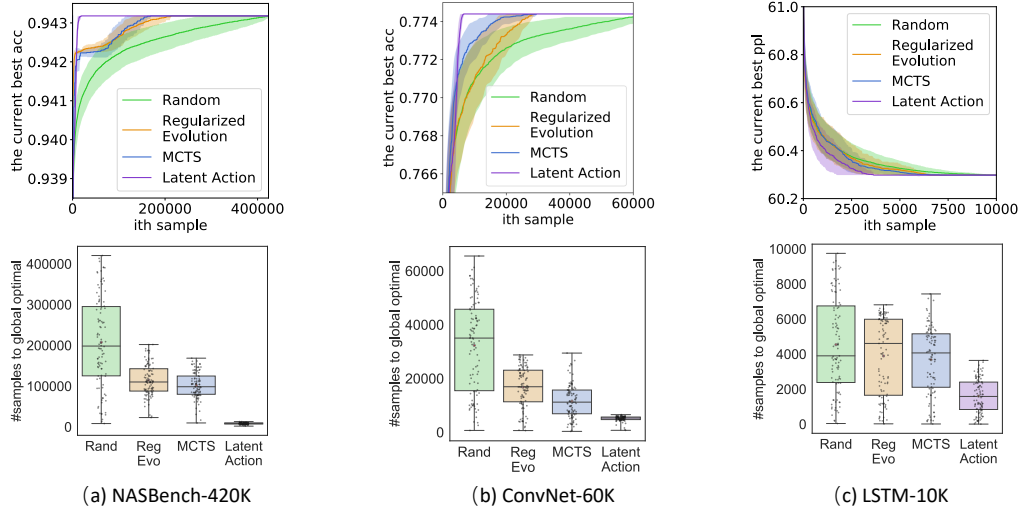 the current best acc
0.943
0.942
0.941
0.940
0.939
Random
Regularized
Evolution
MCTS
Latent Action
0
200000
400000
ith sample
the current best acc
0.774
0.772
0.770
0.768
0.766
Random
Regularized
Evolution
MCTS
Latent Action
0
20000
40000
60000
ith sample
the current best ppl
61.0
60.8
60.6
60.4
60.2
Random
Regularized
Evolution
MCTS
Latent Action
0
2500
5000
7500
10000
ith sample
#samples to global optimal
400000
300000
200000
100000
0
Rand
Reg
Evo
MCTS
Latent
Action
#samples to global optimal
60000
40000
20000
0
Rand
Reg
Evo
MCTS
Latent
Action
#samples to global optimal
10000
8000
6000
4000
2000
0
Rand
Reg
Evo
MCTS
Latent
Action
(a) NASBench-420K
(b) ConvNet-60K
(c) LSTM-10K